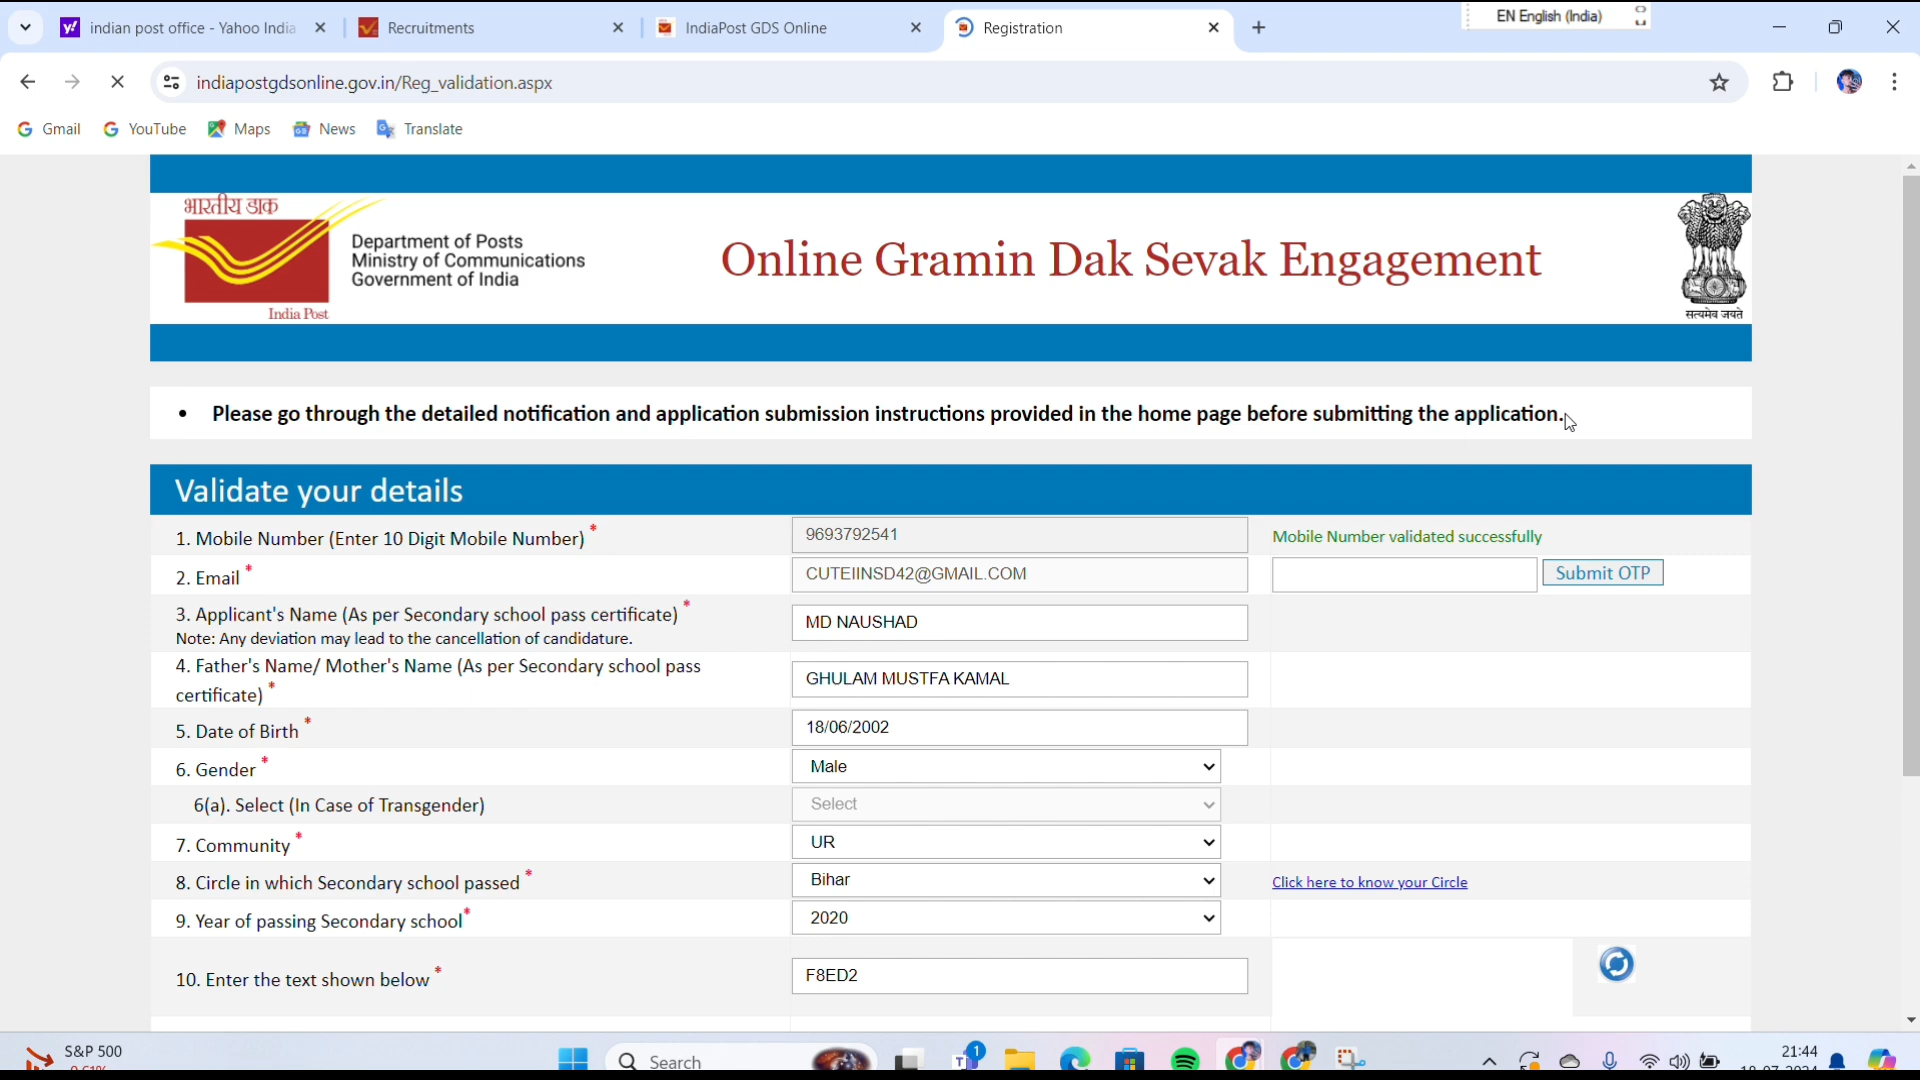 indian post office - Yahoo India
Recruitments
IndiaPost GDS Online
Registration
EN English (India)
indiapostgdsonline.gov.in/Reg_validation.aspx
Gmail
YouTube
Maps
News
Translate
भारतीय डाक
India Post
Department of Posts
Ministry of Communications
Government of India
Online Gramin Dak Sevak Engagement
सत्यमेव जयते
• Please go through the detailed notification and application submission instructions provided in the home page before submitting the application.
Validate your details
1. Mobile Number (Enter 10 Digit Mobile Number) * 9693792541 Mobile Number validated successfully
2. Email * CUTEIINSD42@GMAIL.COM Submit OTP
3. Applicant's Name (As per Secondary school pass certificate) * MD NAUSHAD
Note: Any deviation may lead to the cancellation of candidature.
4. Father's Name/ Mother's Name (As per Secondary school pass
certificate) * GHULAM MUSTFA KAMAL
5. Date of Birth * 18/06/2002
6. Gender * Male
6(a). Select (In Case of Transgender) Select
7. Community * UR
8. Circle in which Secondary school passed * Bihar Click here to know your Circle
9. Year of passing Secondary school * 2020
10. Enter the text shown below * F8ED2
S&P 500
Search
1
21:44